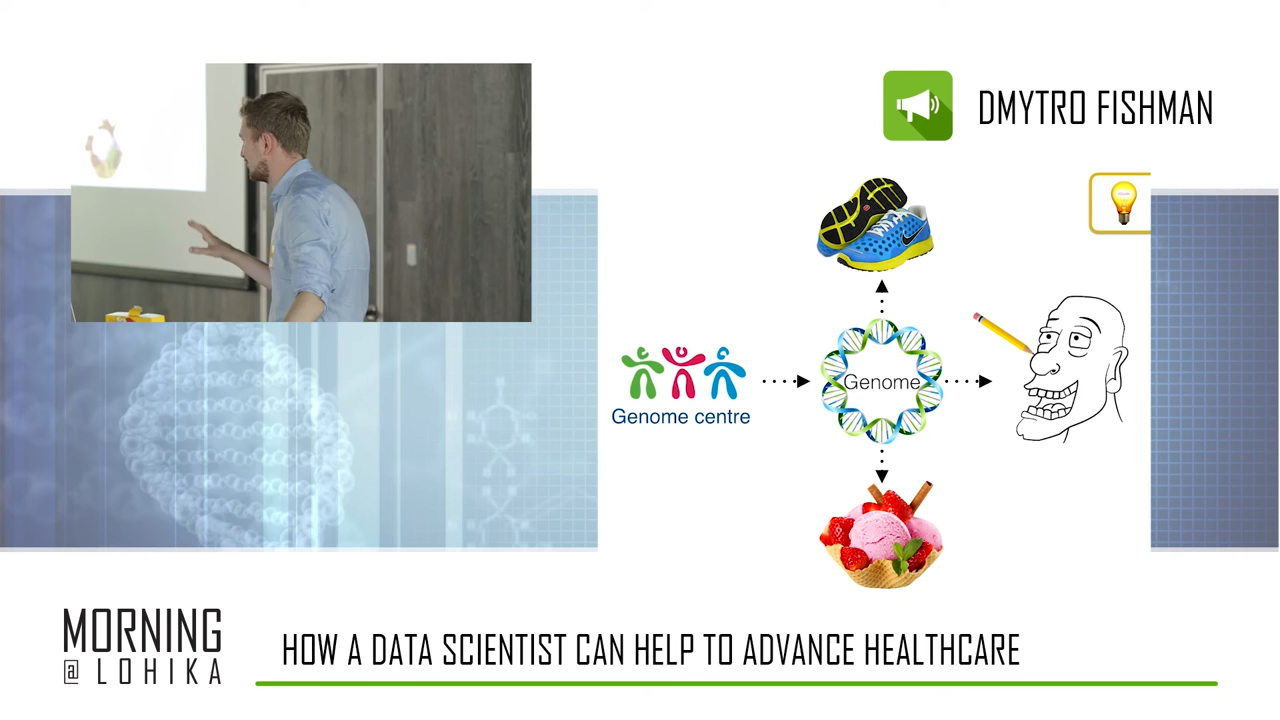 DMYTRO FISHMAN
Genome centre
Genome
MORNING
@ LOHIKA
HOW A DATA SCIENTIST CAN HELP TO ADVANCE HEALTHCARE